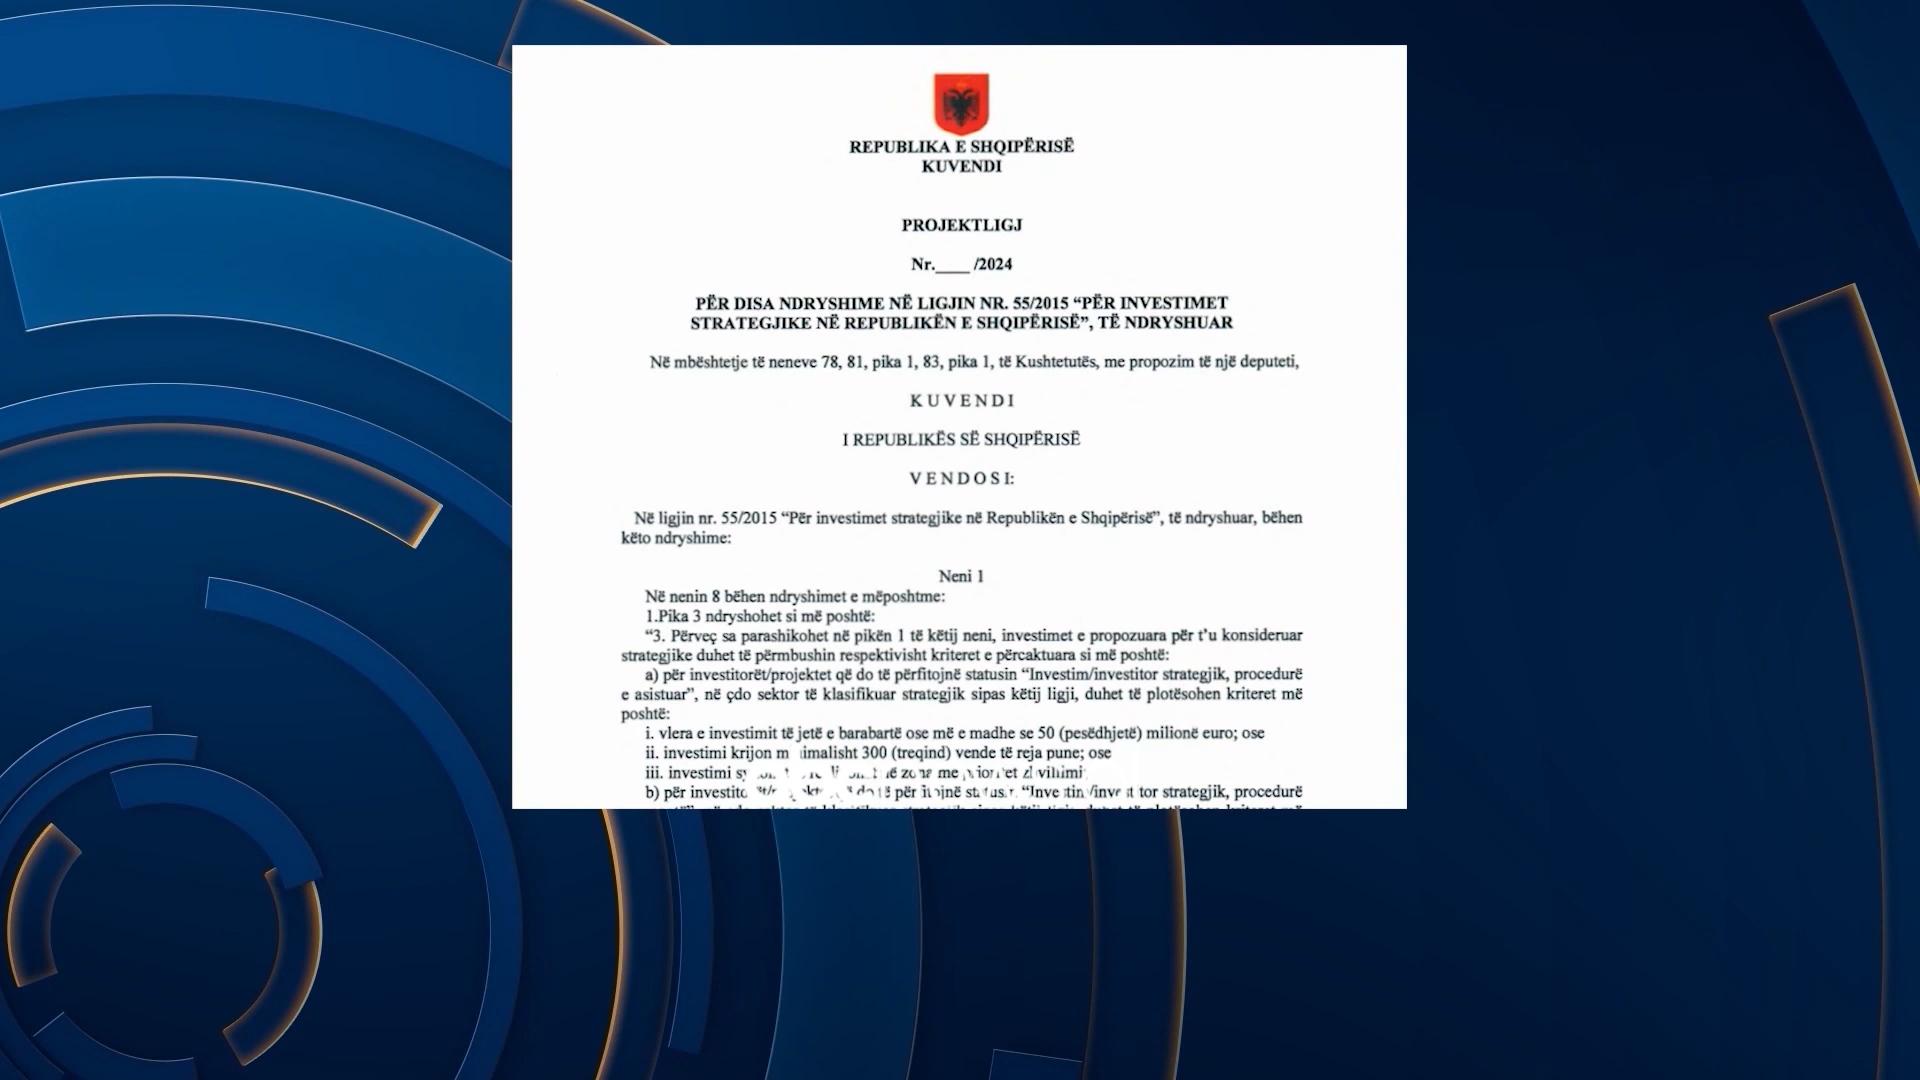 REPUBLIKA E SHQIPËRISË
KUVENDI
PROJEKTLIGJ
Nr.____ /2024
PËR DISA NDRYSHIME NË LIGJIN NR. 55/2015 “PËR INVESTIMET
STRATEGJIKE NË REPUBLIKËN E SHQIPËRISË”, TË NDRYSHUAR
Në mbështetje të neneve 78, 81, pika 1, 83, pika 1, të Kushtetutës, me propozim të një deputeti,
K U V E N D I
I REPUBLIKËS SË SHQIPËRISË
V E N D O S I:
Në ligjin nr. 55/2015 “Për investimet strategjike në Republikën e Shqipërisë”, të ndryshuar, bëhen
këto ndryshime:
Neni 1
Në nenin 8 bëhen ndryshimet e mëposhtme:
1.Pika 3 ndryshohet si më poshtë:
“3. Përveç sa parashikohet në pikën 1 të këtij neni, investimet e propozuara për t’u konsideruar
strategjike duhet të përmbushin respektivisht kriteret e përcaktuara si më poshtë:
a) për investitorët/projektet që do të përfitojnë statusin “Investim/investitor strategjik, procedurë
e asistuar”, në çdo sektor të klasifikuar strategjik sipas këtij ligji, duhet të plotësohen kriteret më
poshtë:
i. vlera e investimit të jetë e barabartë ose më e madhe se 50 (pesëdhjetë) milionë euro; ose
ii. investimi krijon m imalisht 300 (treqind) vende të reja pune; ose
iii. investimi në zona me
b) për do të përfitojnë strategjik, procedurë